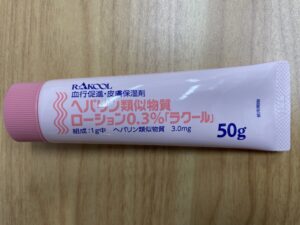 RAKOOL
血行促進・皮膚保湿剤
ヘパリン類似物質
ローション0.3%「ラクール」
組成:1g中 ヘパリン類似物質 3.0mg
50g